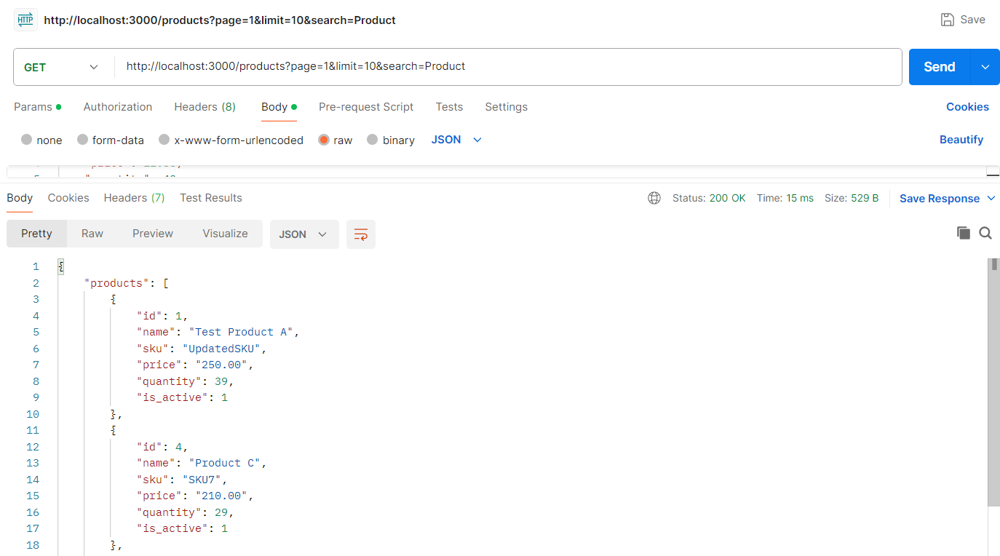 HTTP http://localhost:3000/products?page=1&limit=10&search=Product Save
GET http://localhost:3000/products?page=1&limit=10&search=Product Send
Params Authorization Headers (8) Body Pre-request Script Tests Settings Cookies
none form-data x-www-form-urlencoded raw binary JSON Beautify
Body Cookies Headers (7) Test Results Status: 200 OK Time: 15 ms Size: 529 B Save Response
Pretty Raw Preview Visualize JSON
1 {
2 "products": [
3 {
4 "id": 1,
5 "name": "Test Product A",
6 "sku": "UpdatedSKU",
7 "price": "250.00",
8 "quantity": 39,
9 "is_active": 1
10 },
11 {
12 "id": 4,
13 "name": "Product C",
14 "sku": "SKU7",
15 "price": "210.00",
16 "quantity": 29,
17 "is_active": 1
18 },